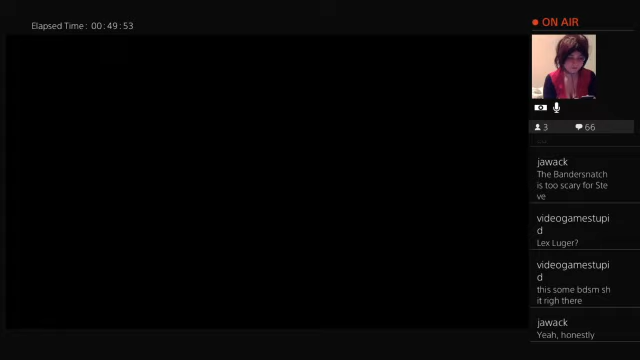 Elapsed Time : 00 : 49 : 53
ON AIR
3
66
jawack
The Bandersnatch
is too scary for Ste
ve
videogamestupi
d
Lex Luger?
videogamestupi
d
this some bdsm sh
it righ there
jawack
Yeah, honestly